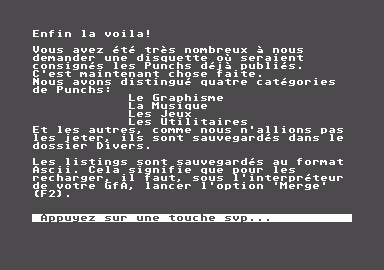 Enfin la voila!
Vous avez été très nombreux à nous
demander une disquette où seraient
consignés les Punchs déjà publiés.
C'est maintenant chose faite.
Nous avons distingué quatre catégories
de Punchs:
Le Graphisme
La Musique
Les Jeux
Les Utilitaires
Et les autres, comme nous n'allions pas
les jeter, ils sont sauvegardés dans le
dossier Divers.
Les listings sont sauvegardés au format
Ascii. Cela signifie que pour les
recharger, il faut, sous l'interpréteur
de votre GfA, lancer l'option 'Merge'
(F2).
Appuyez sur une touche svp...